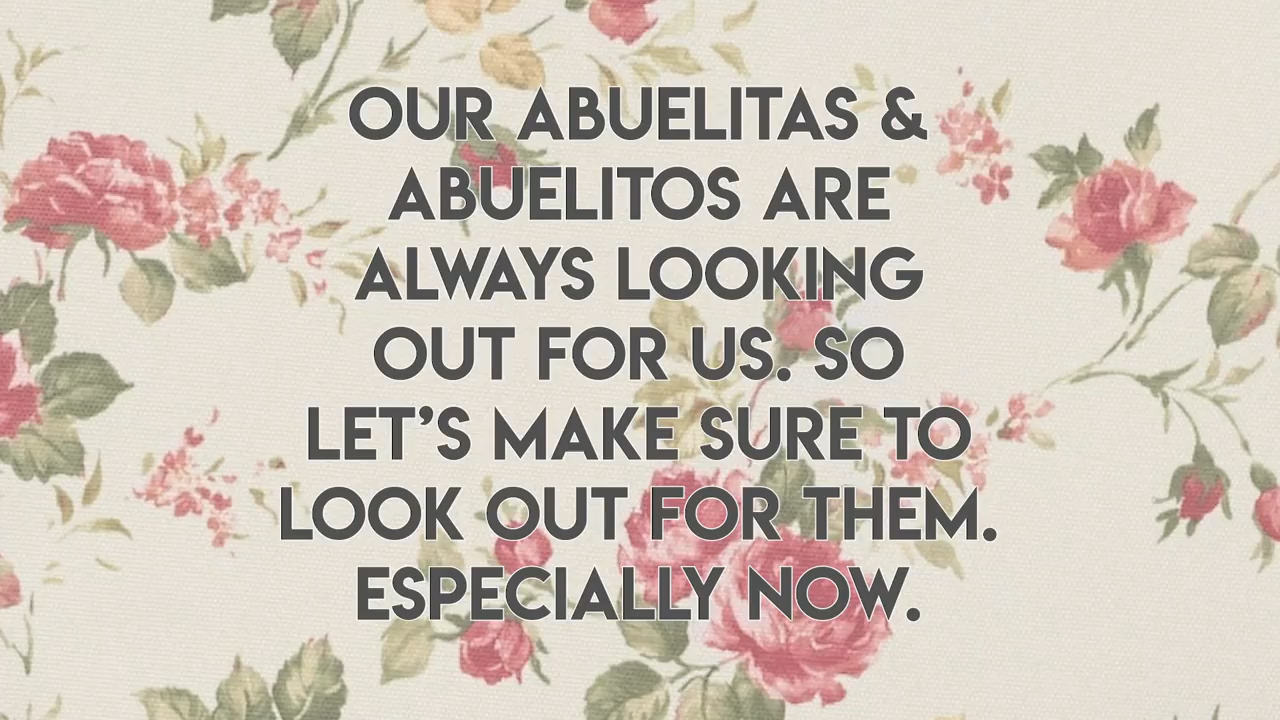 OUR ABUELITAS &
ABUELITOS ARE
ALWAYS LOOKING
OUT FOR US. SO
LET’S MAKE SURE TO
LOOK OUT FOR THEM.
ESPECIALLY NOW.